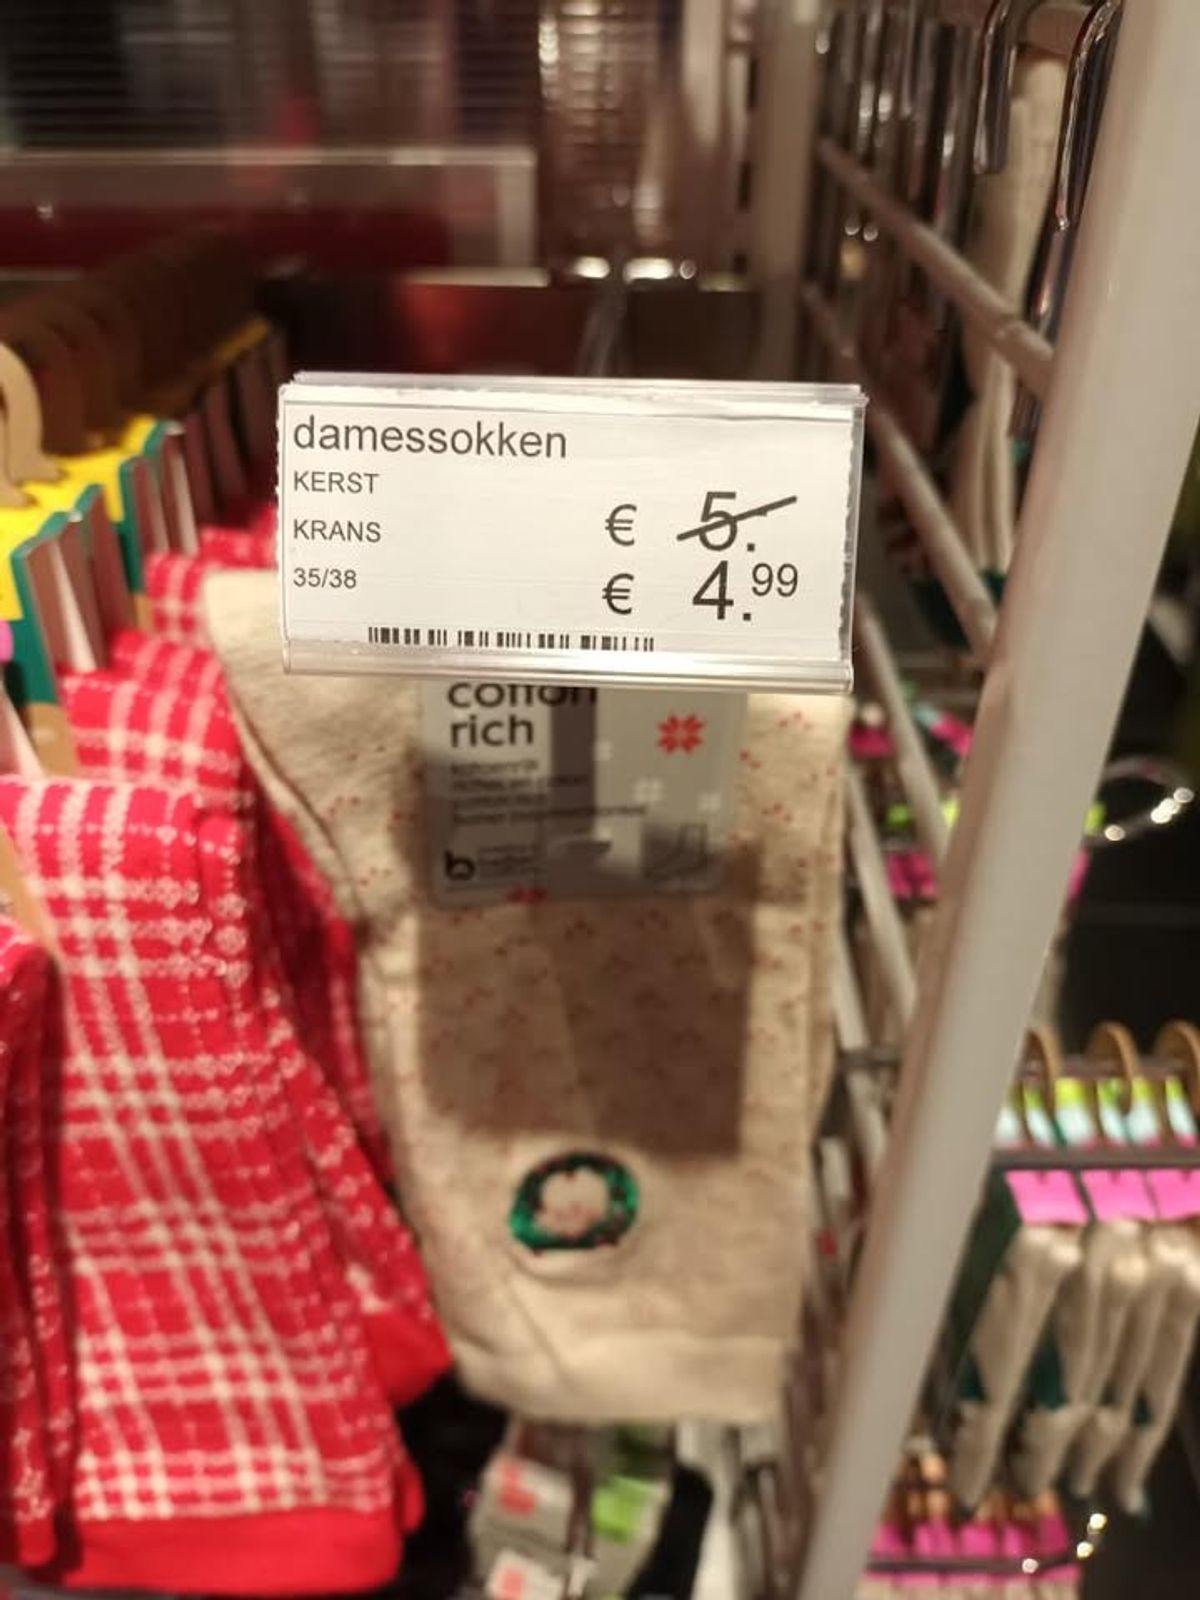 damessokken
KERST
KRANS
35/38
€ 5.-
€ 4.99
cotton
rich
b